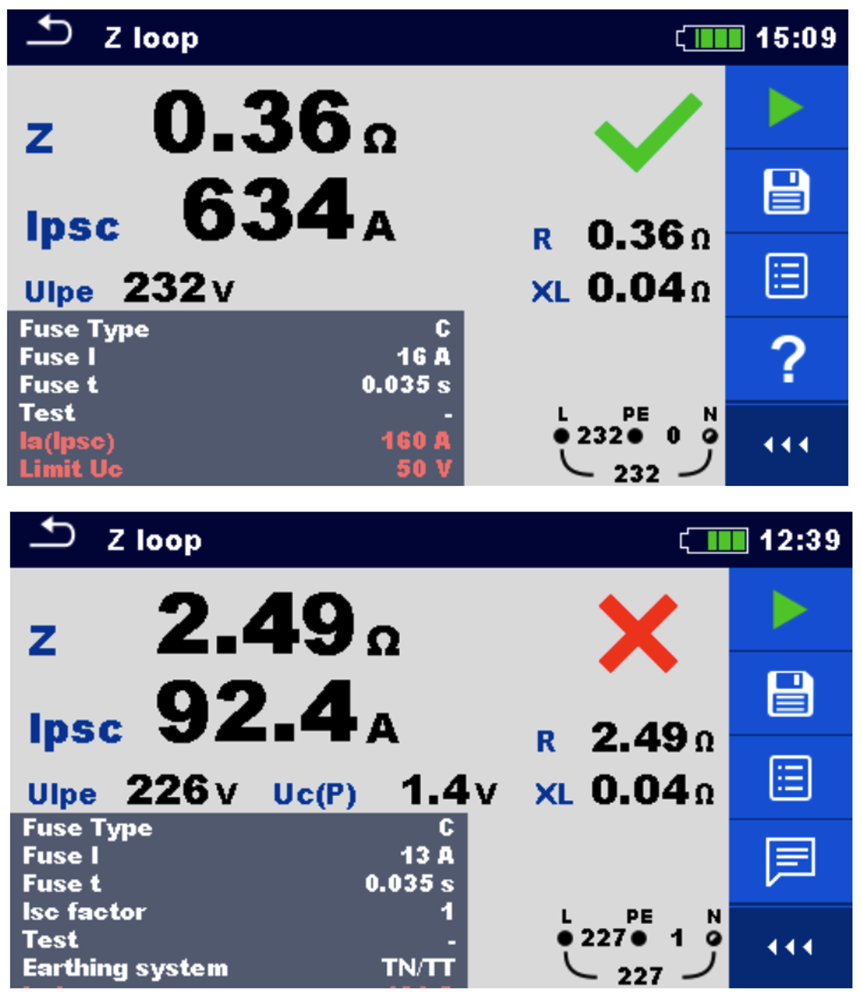 Z loop 15:09
Z 0.36 Ω
Ipsc 634 A
R 0.36 Ω
Ulpe 232 V XL 0.04 Ω
Fuse Type C
Fuse I 16 A
Fuse t 0.035 s
Test -
L PE N
232 0
Ia(Ipsc) 160 A
Limit Uc 50 V
232
?
Z loop 12:39
Z 2.49 Ω
Ipsc 92.4 A
R 2.49 Ω
Ulpe 226 V Uc(P) 1.4 V XL 0.04 Ω
Fuse Type C
Fuse I 13 A
Fuse t 0.035 s
Isc factor 1
L PE N
Test -
227 1
Earthing system TN/TT
227